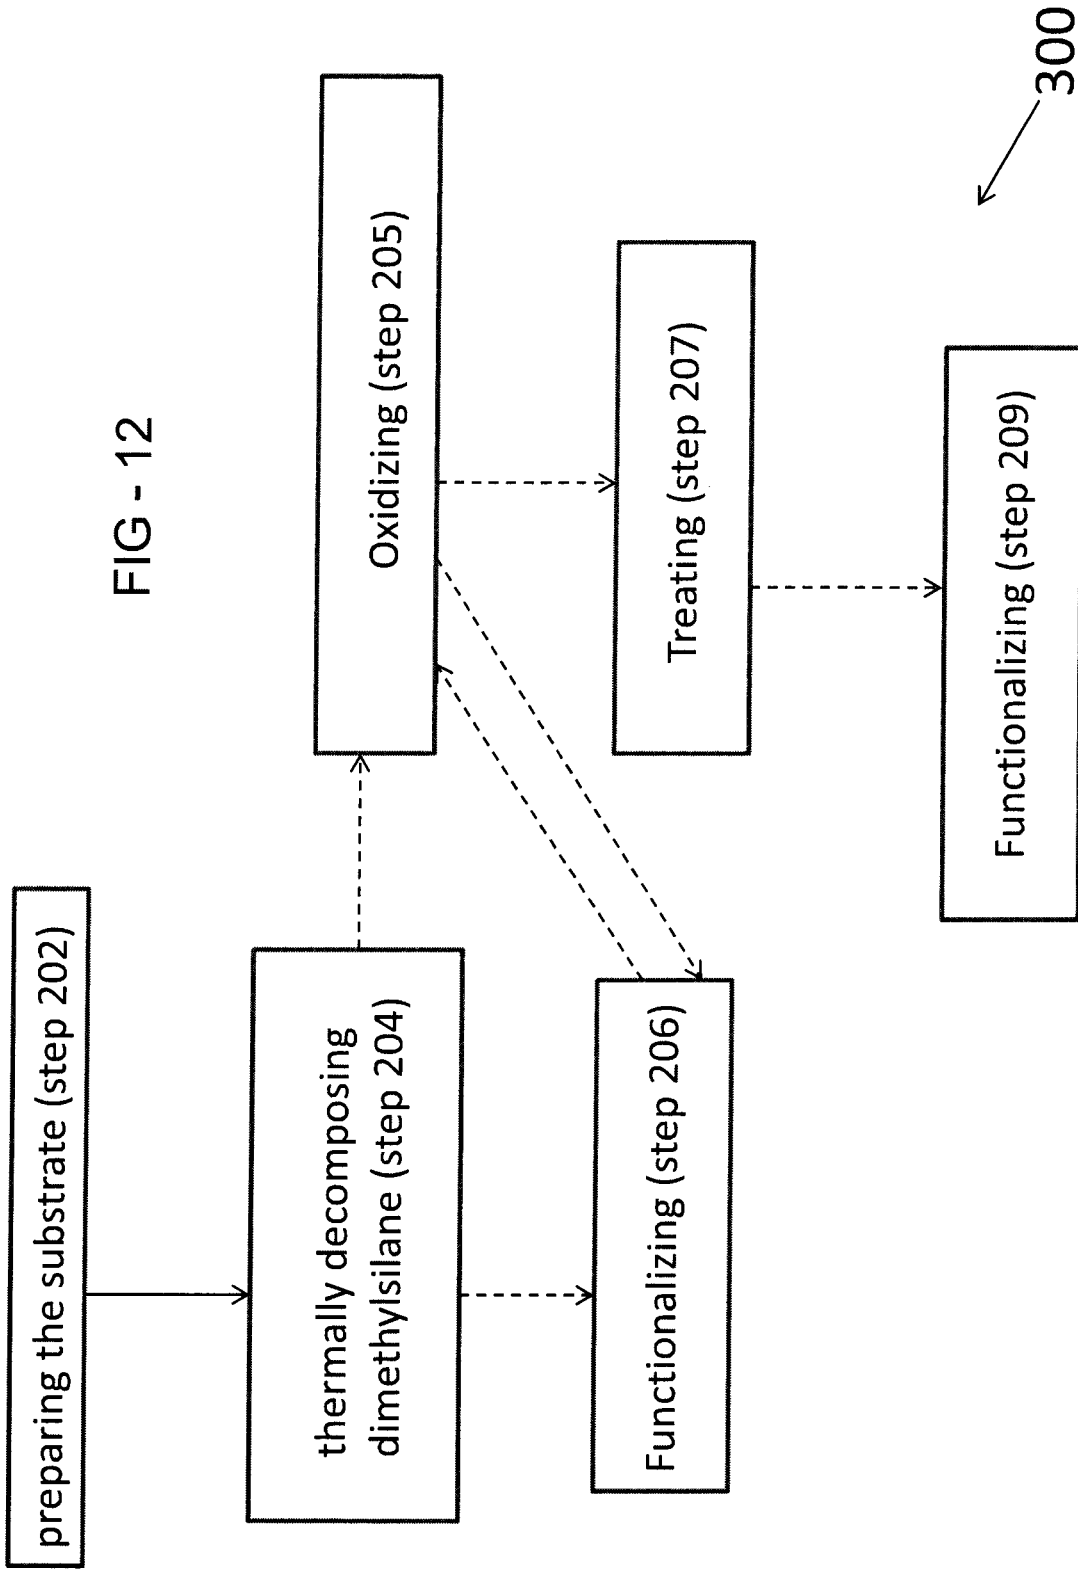 FIG - 12
preparing the substrate (step 202)
thermally decomposing
dimethylsilane (step 204)
Oxidizing (step 205)
Functionalizing (step 206)
Treating (step 207)
Functionalizing (step 209)
300